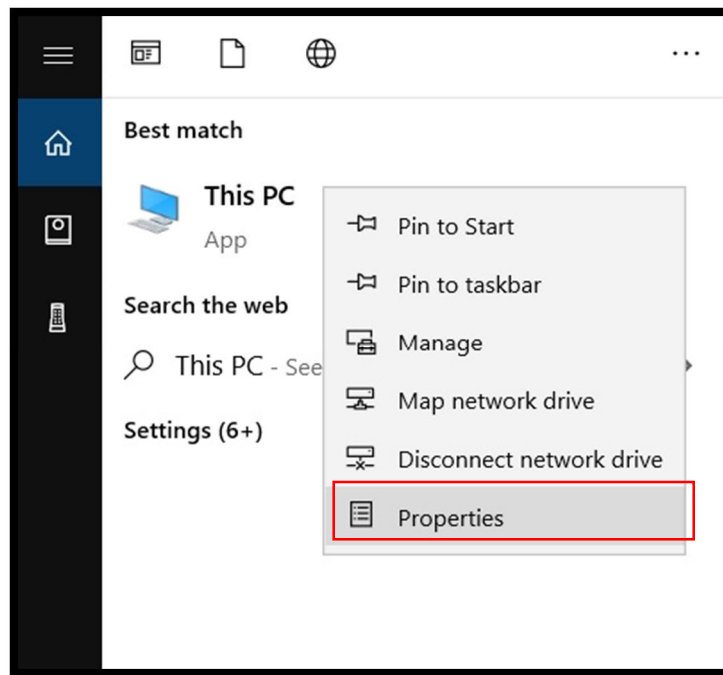 ...
Best match
This PC
App
Search the web
This PC - See
Settings (6+)
Pin to Start
Pin to taskbar
Manage
Map network drive
Disconnect network drive
Properties